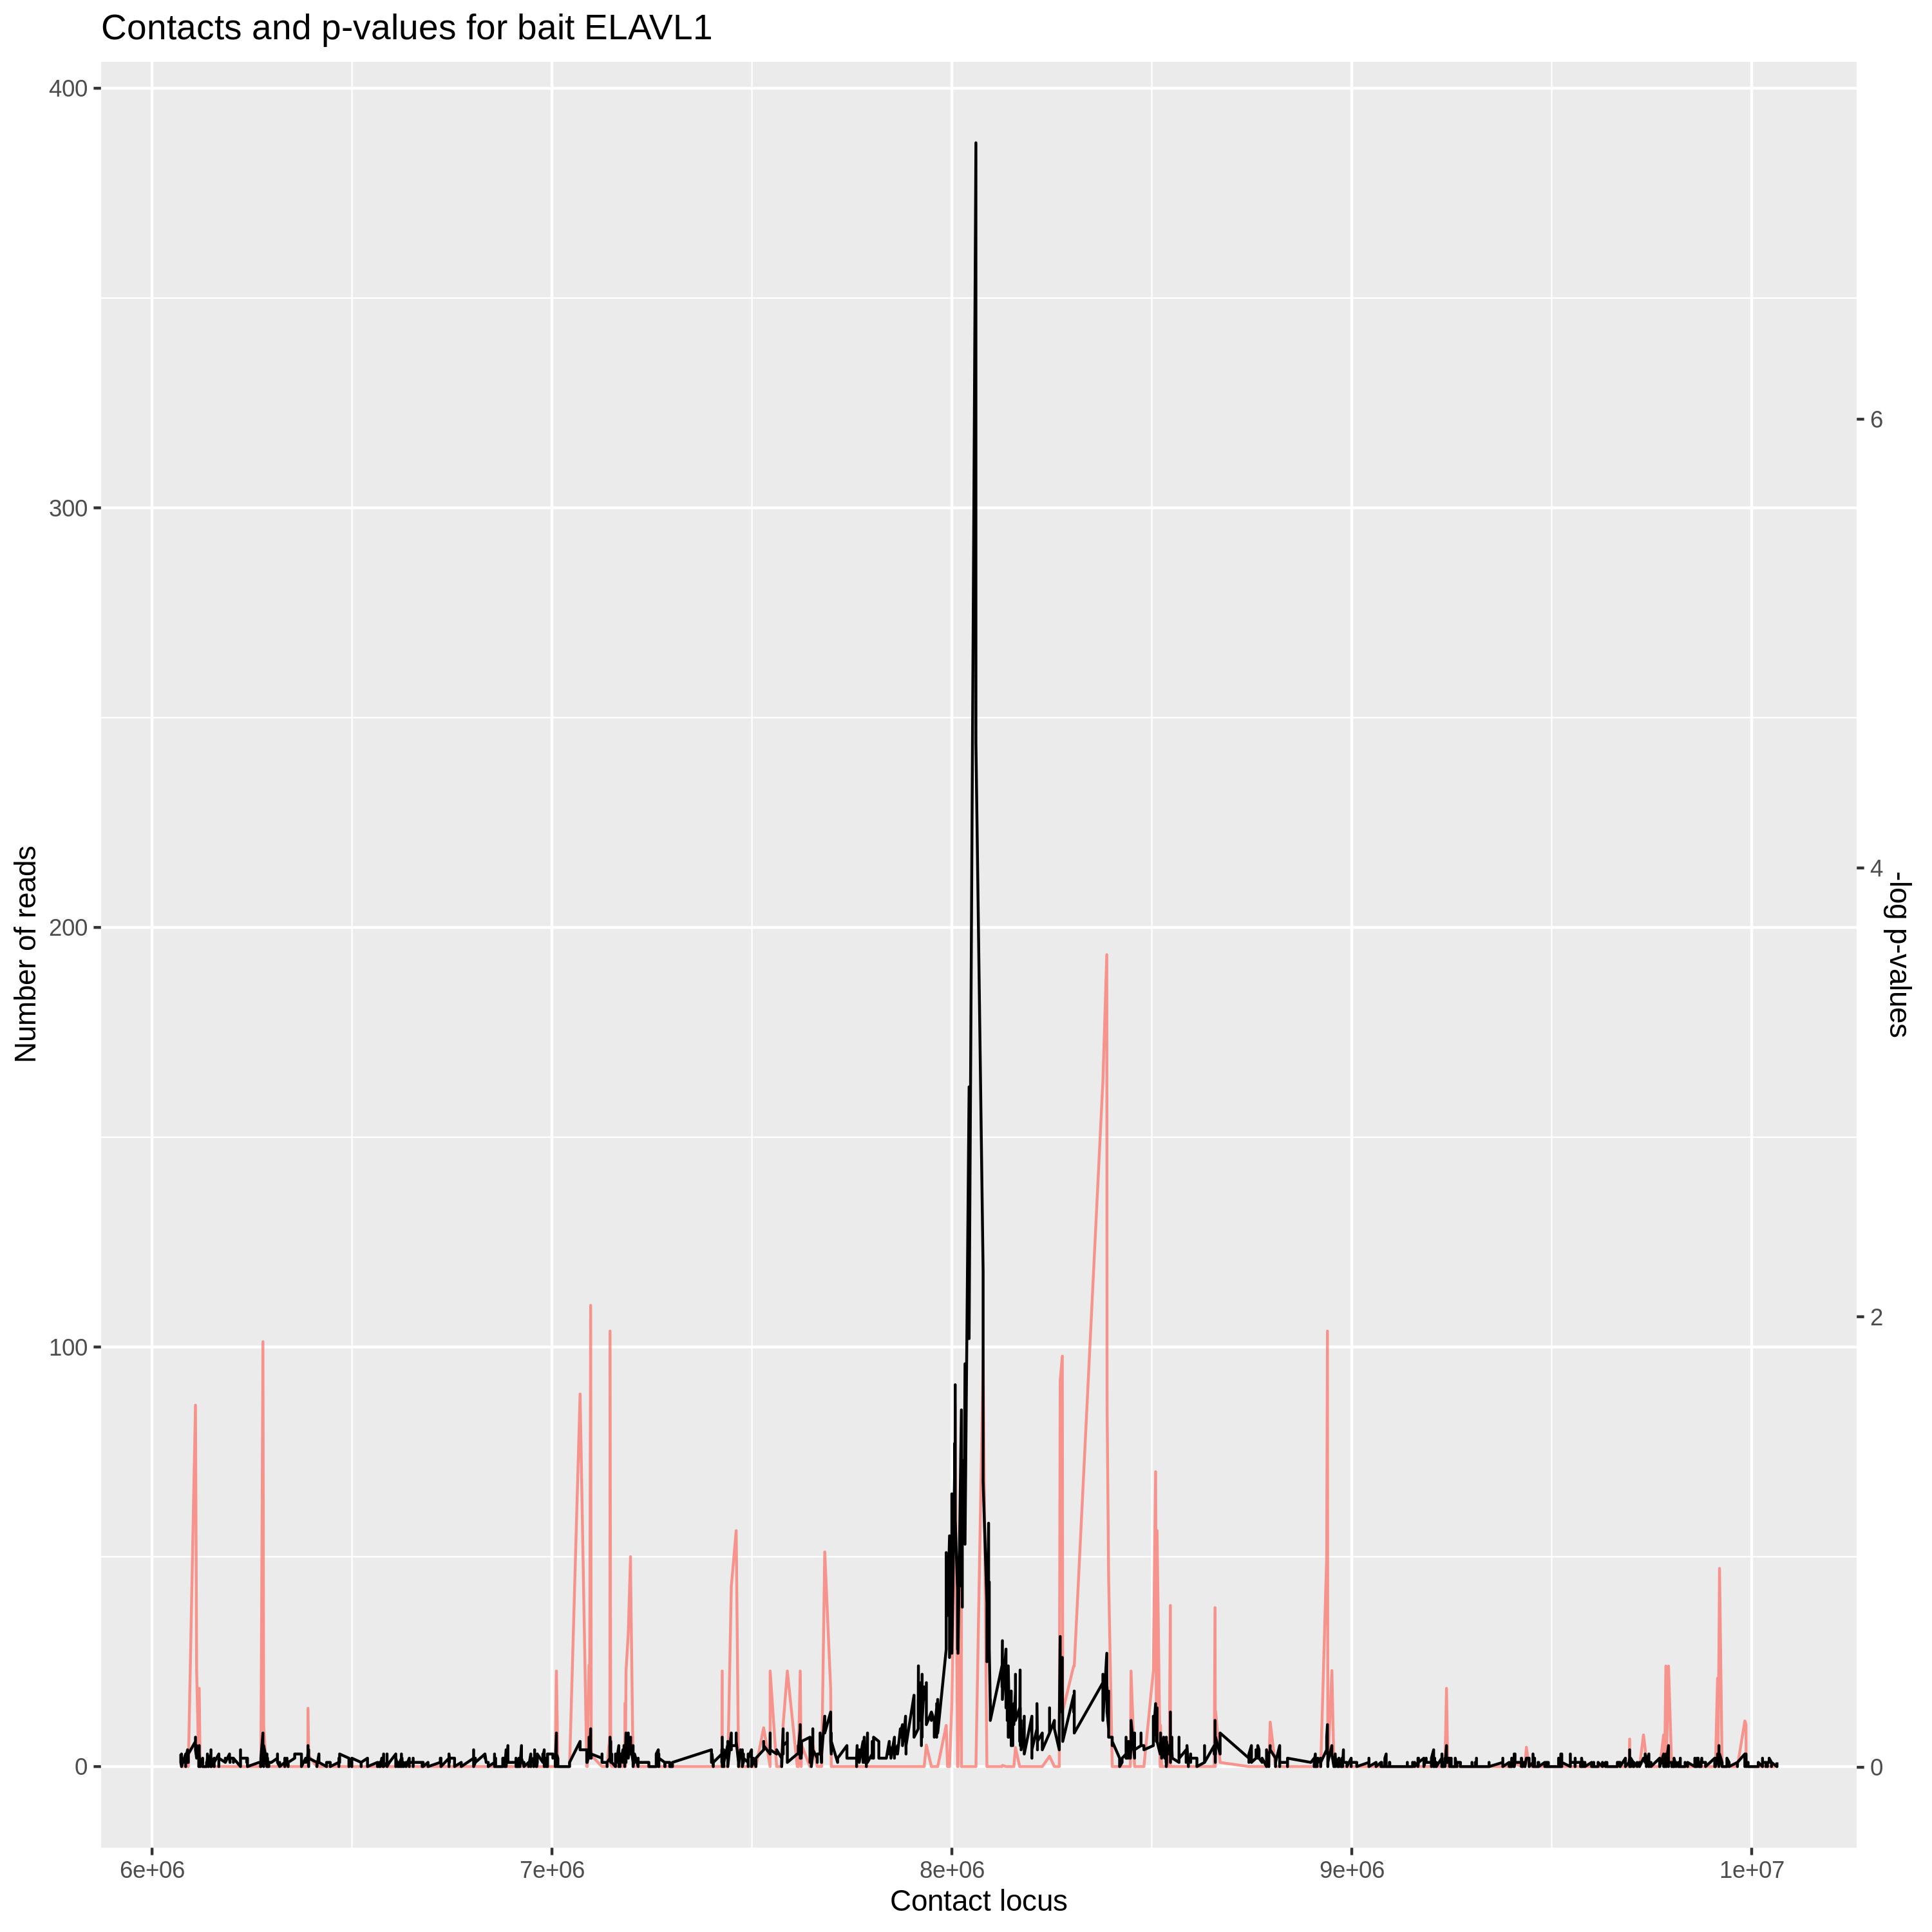 Contacts and p-values for bait ELAVL1
400
300
200
100
0
Number of reads
6
4
2
0
-log p-values
6e+06
7e+06
8e+06
9e+06
1e+07
Contact locus